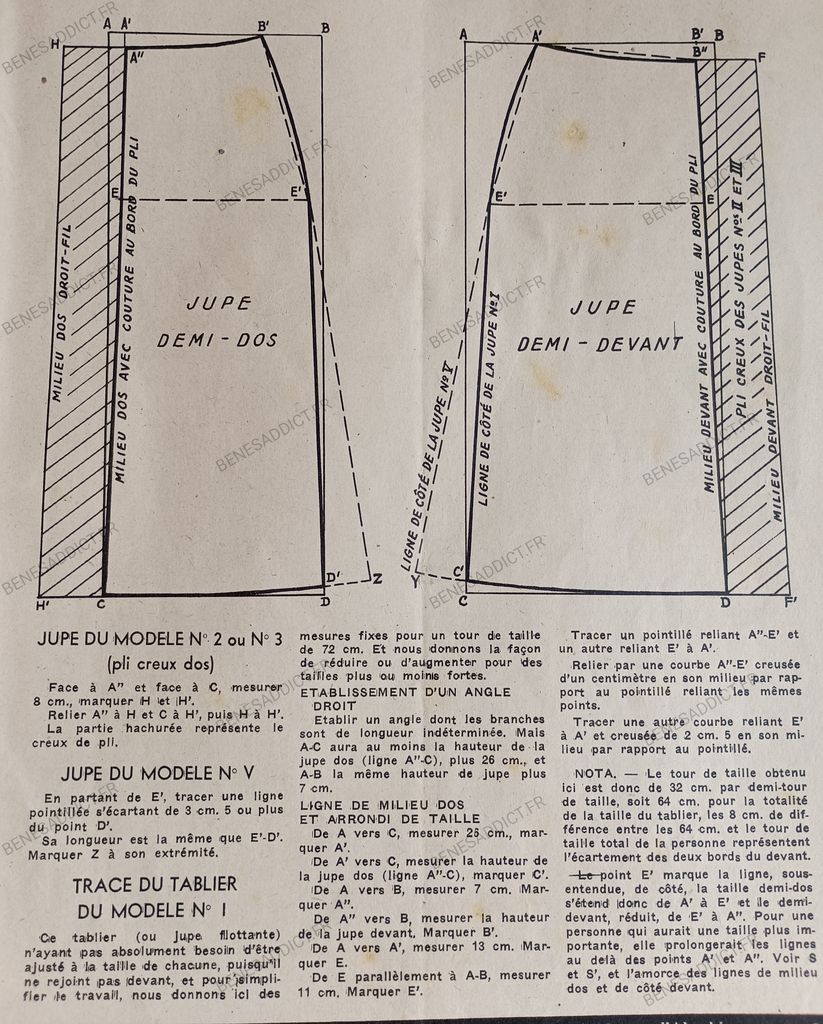 A A' B' B
H A"
E E'
MILIEU DOS DROIT-FIL
MILIEU DOS AVEC COUTURE AU BORD DU PLI
JUPE
DEMI - DOS
H' C D' D Z
A A' B' B
B" F
E' E
LIGNE DE CÔTÉ DE LA JUPE N° V
LIGNE DE CÔTÉ DE LA JUPE N° I
JUPE
DEMI - DEVANT
MILIEU DEVANT AVEC COUTURE AU BORD DU PLI
PLI CREUX DES JUPES Nos II ET III
MILIEU DEVANT DROIT-FIL
Y C' C D F'
JUPE DU MODELE N° 2 ou N° 3
(pli creux dos)
Face à A" et face à C, mesurer
8 cm., marquer H et H'.
Relier A" à H et C à H', puis H à H'.
La partie hachurée représente le
creux de pli.
JUPE DU MODELE N° V
En partant de E', tracer une ligne
pointillée s'écartant de 3 cm. 5 ou plus
du point D'.
Sa longueur est la même que E'-D'.
Marquer Z à son extrémité.
TRACE DU TABLIER
DU MODELE N° I
Ce tablier (ou jupe flottante)
n'ayant pas absolument besoin d'être
ajusté à la taille de chacune, puisqu'il
ne rejoint pas devant, et pour simpli-
fier le travail, nous donnons ici des
mesures fixes pour un tour de taille
de 72 cm. Et nous donnons la façon
de réduire ou d'augmenter pour des
tailles plus ou moins fortes.
ETABLISSEMENT D'UN ANGLE
DROIT
Etablir un angle dont les branches
sont de longueur indéterminée. Mais
A-C aura au moins la hauteur de la
jupe dos (ligne A"-C), plus 26 cm., et
A-B la même hauteur de jupe plus
7 cm.
LIGNE DE MILIEU DOS
ET ARRONDI DE TAILLE
De A vers C, mesurer 26 cm., mar-
quer A'.
De A' vers C, mesurer la hauteur de
la jupe dos (ligne A"-C), marquer C'.
De A vers B, mesurer 7 cm. Mar-
quer A".
De A" vers B, mesurer la hauteur
de la jupe devant. Marquer B'.
De A vers A', mesurer 13 cm. Mar-
quer E.
De E parallèlement à A-B, mesurer
11 cm. Marquer E'.
Tracer un pointillé reliant A"-E' et
un autre reliant E' à A'.
Relier par une courbe A"-E' creusée
d'un centimètre en son milieu par rap-
port au pointillé reliant les mêmes
points.
Tracer une autre courbe reliant E'
à A' et creusée de 2 cm. 5 en son mi-
lieu par rapport au pointillé.
NOTA. — Le tour de taille obtenu
ici est donc de 32 cm. par demi-tour
de taille, soit 64 cm. pour la totalité
de la taille du tablier, les 8 cm. de dif-
férence entre les 64 cm. et le tour de
taille total de la personne représentent
l'écartement des deux bords du devant.
Le point E' marque la ligne, sous-
entendue, de côté, la taille demi-dos
s'étend donc de A' à E' et le demi-
devant, réduit, de E' à A". Pour une
personne qui aurait une taille plus im-
portante, elle prolongerait les lignes
au delà des points A' et A". Voir S
et S', et l'amorce des lignes de milieu
dos et de côté devant.
BENESADDICT.FR